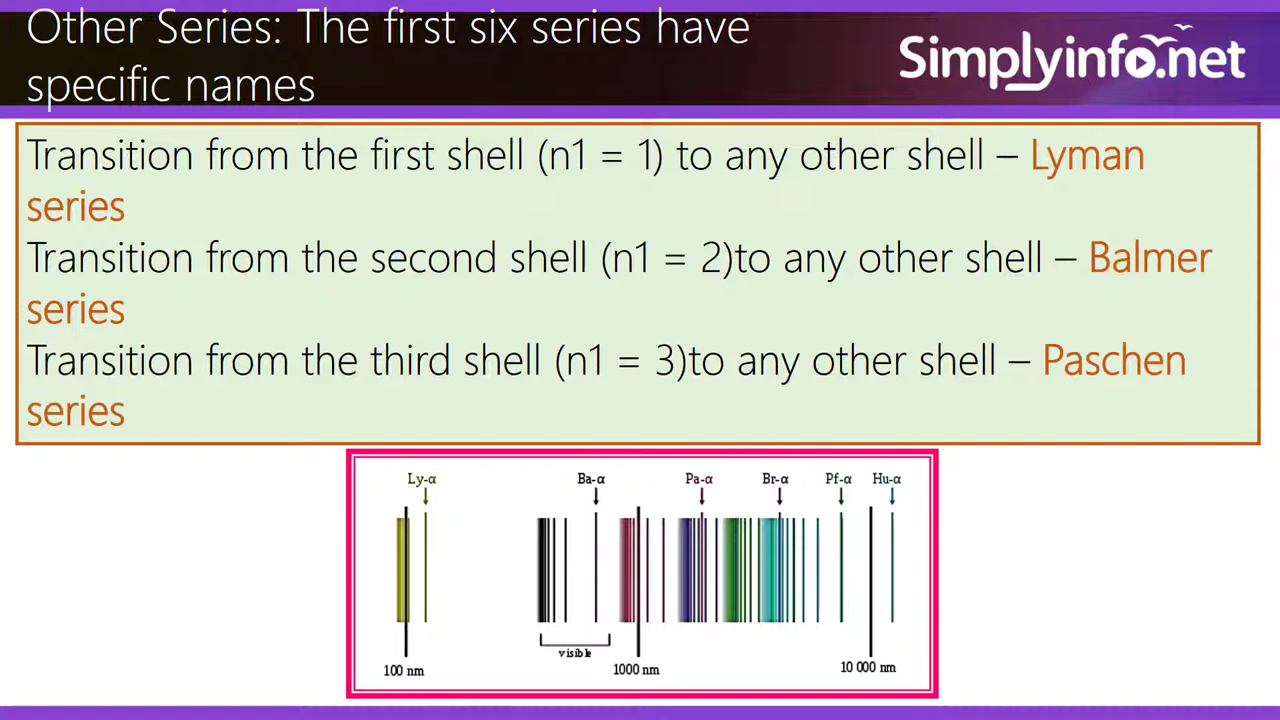 Other Series: The first six series have
specific names
Simplyinfo.net
Transition from the first shell (n1 = 1) to any other shell – Lyman
series
Transition from the second shell (n1 = 2)to any other shell – Balmer
series
Transition from the third shell (n1 = 3)to any other shell – Paschen
series
Ly-α Ba-α Pa-α Br-α Pf-α Hu-α
visible
100 nm 1000 nm 10 000 nm